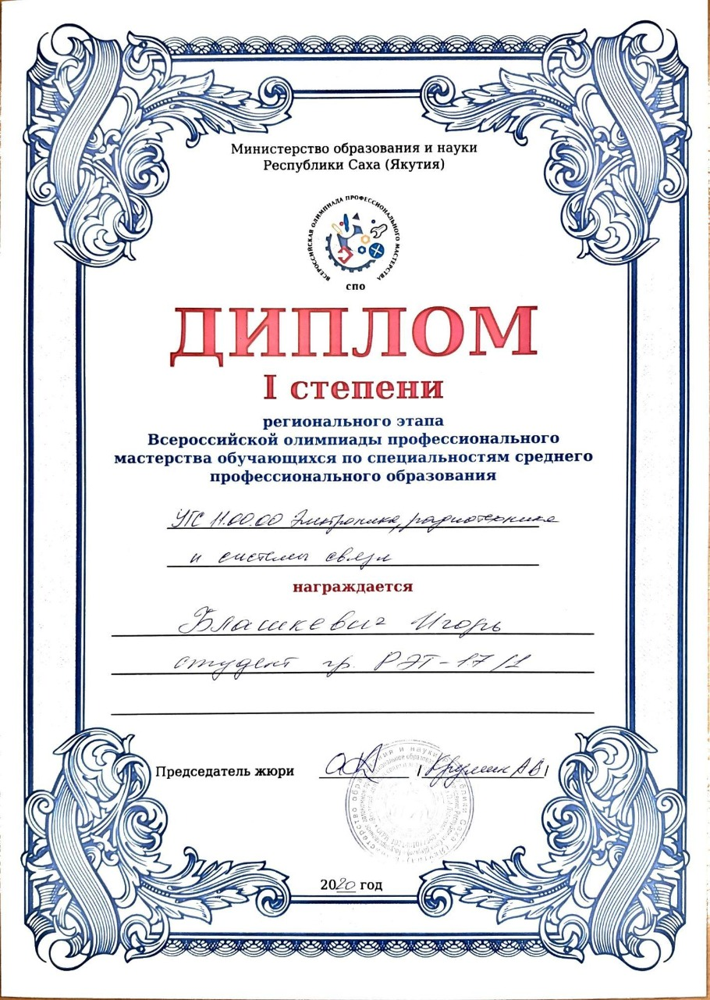 Министерство образования и науки
Республики Саха (Якутия)
ВСЕРОССИЙСКАЯ ОЛИМПИАДА ПРОФЕССИОНАЛЬНОГО МАСТЕРСТВА
СПО
ДИПЛОМ
I степени
регионального этапа
Всероссийской олимпиады профессионального
мастерства обучающихся по специальностям среднего
профессионального образования
УГС 11.00.00 Электроника, радиотехника
и системы связи
награждается
Блашкевич Игорь
студент гр. РЭТ-17/1
Председатель жюри
2020 год